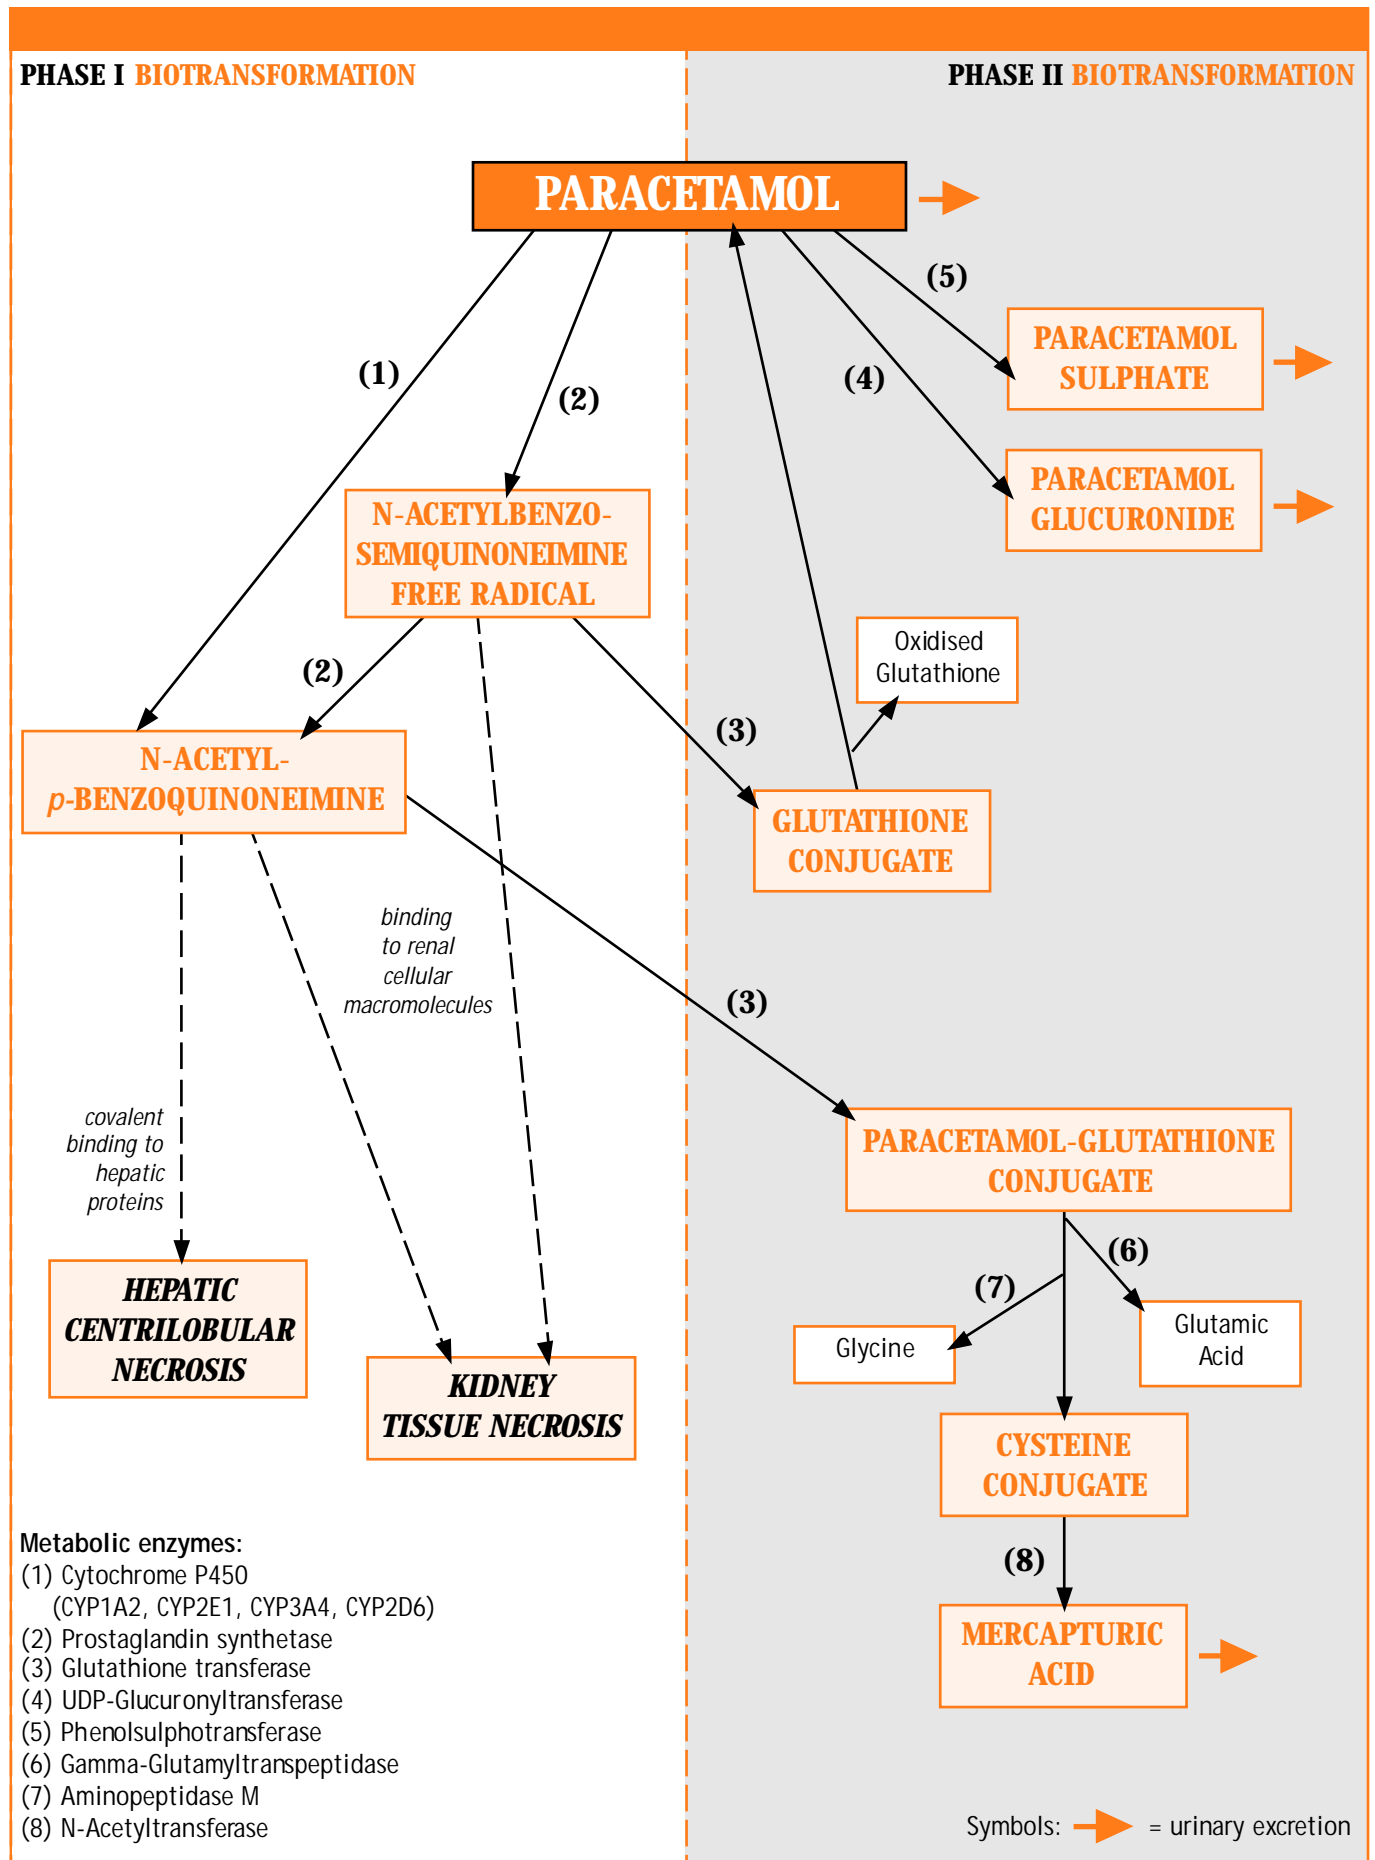 PHASE I BIOTRANSFORMATION
PHASE II BIOTRANSFORMATION
PARACETAMOL
(5)
PARACETAMOL
SULPHATE
(1)
(2)
(4)
PARACETAMOL
GLUCURONIDE
N-ACETYLBENZO-
SEMIQUINONEIMINE
FREE RADICAL
Oxidised
Glutathione
(2)
(3)
N-ACETYL-
p-BENZOQUINONEIMINE
GLUTATHIONE
CONJUGATE
binding
to renal
cellular
macromolecules
(3)
covalent
binding to
hepatic
proteins
PARACETAMOL-GLUTATHIONE
CONJUGATE
(6)
(7)
HEPATIC
CENTRILOBULAR
NECROSIS
Glycine
Glutamic
Acid
KIDNEY
TISSUE NECROSIS
CYSTEINE
CONJUGATE
(8)
MERCAPTURIC
ACID
Metabolic enzymes:
(1) Cytochrome P450
(CYP1A2, CYP2E1, CYP3A4, CYP2D6)
(2) Prostaglandin synthetase
(3) Glutathione transferase
(4) UDP-Glucuronyltransferase
(5) Phenolsulphotransferase
(6) Gamma-Glutamyltranspeptidase
(7) Aminopeptidase M
(8) N-Acetyltransferase
Symbols: = urinary excretion